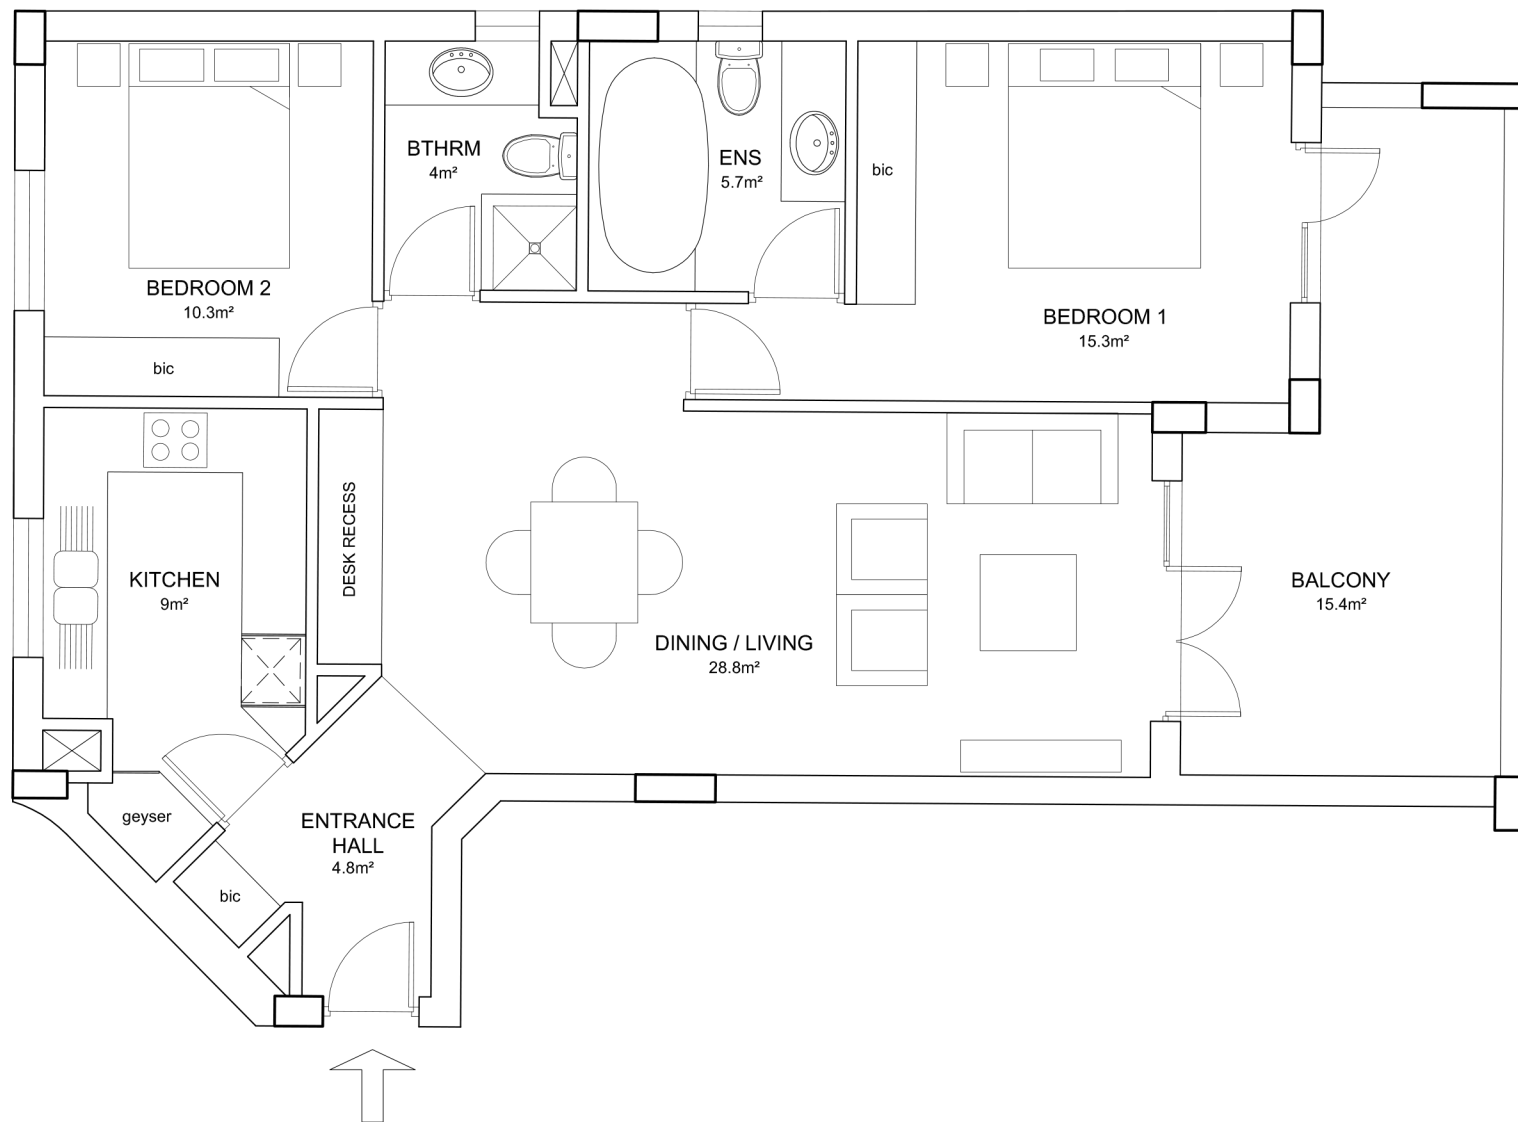 BTHRM
4m²
ENS
5.7m²
bic
BEDROOM 2
10.3m²
BEDROOM 1
15.3m²
bic
DESK RECESS
KITCHEN
9m²
BALCONY
15.4m²
DINING / LIVING
28.8m²
geyser
ENTRANCE
HALL
4.8m²
bic